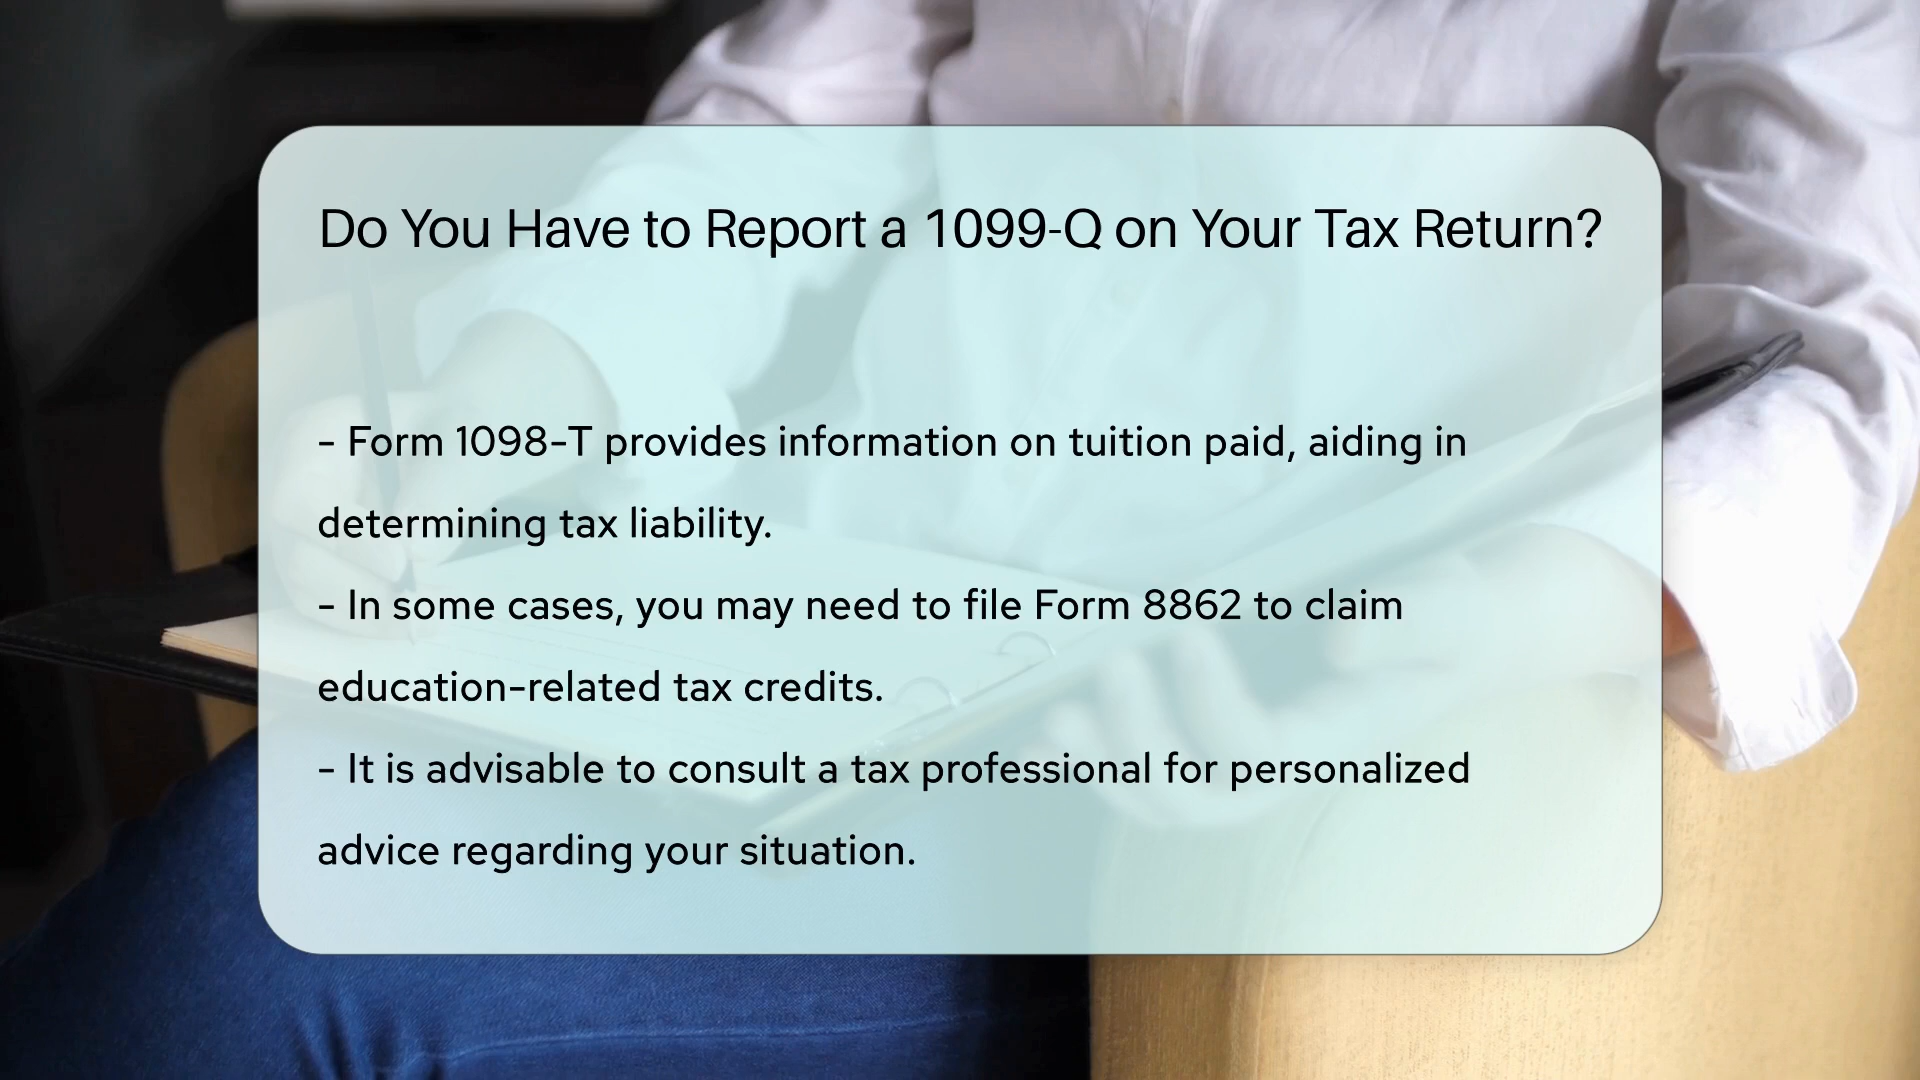 Do You Have to Report a 1099-Q on Your Tax Return?
- Form 1098-T provides information on tuition paid, aiding in
determining tax liability.
- In some cases, you may need to file Form 8862 to claim
education-related tax credits.
- It is advisable to consult a tax professional for personalized
advice regarding your situation.